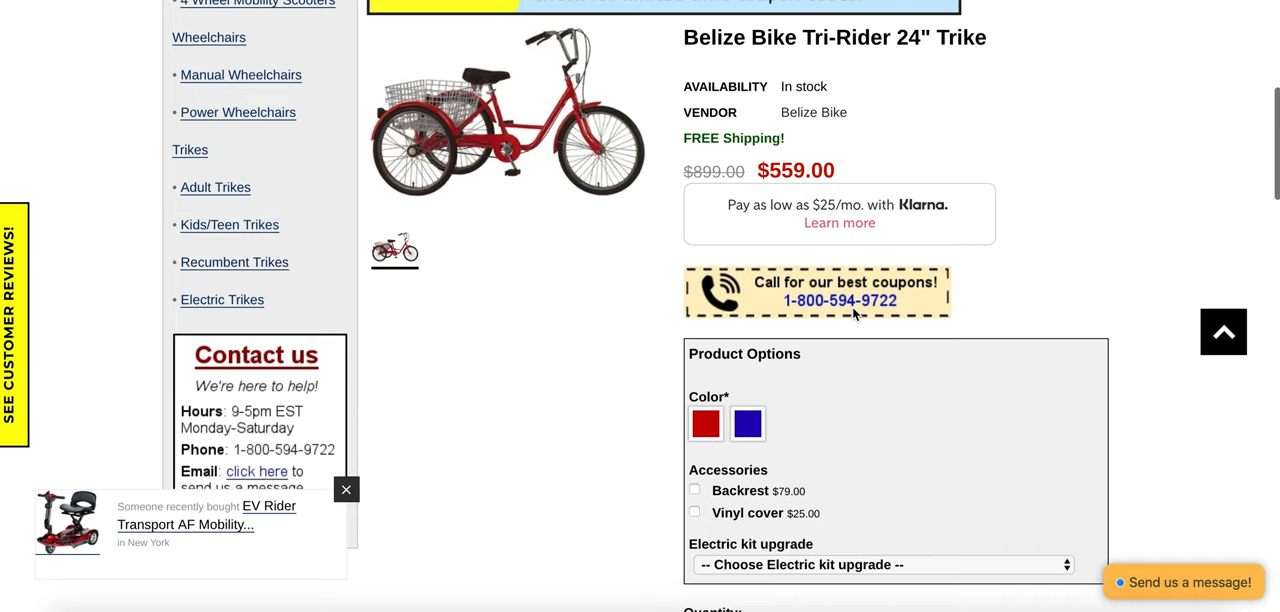 • 4 Wheel Mobility Scooters
Wheelchairs
• Manual Wheelchairs
• Power Wheelchairs
Trikes
• Adult Trikes
• Kids/Teen Trikes
• Recumbent Trikes
• Electric Trikes
Contact us
We're here to help!
Hours: 9-5pm EST
Monday-Saturday
Phone: 1-800-594-9722
Email: click here to
send us a message
SEE CUSTOMER REVIEWS!
Someone recently bought EV Rider
Transport AF Mobility...
in New York
Belize Bike Tri-Rider 24" Trike
AVAILABILITY In stock
VENDOR Belize Bike
FREE Shipping!
$899.00 $559.00
Pay as low as $25/mo. with Klarna.
Learn more
Call for our best coupons!
1-800-594-9722
Product Options
Color*
Accessories
Backrest $79.00
Vinyl cover $25.00
Electric kit upgrade
-- Choose Electric kit upgrade --
Quantity:
Send us a message!